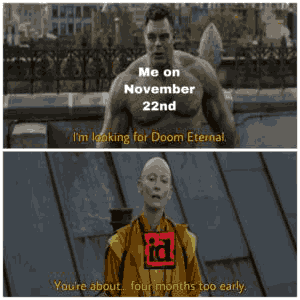 Me on
November
22nd
I'm looking for Doom Eternal.
id
You're about.. four months too early.